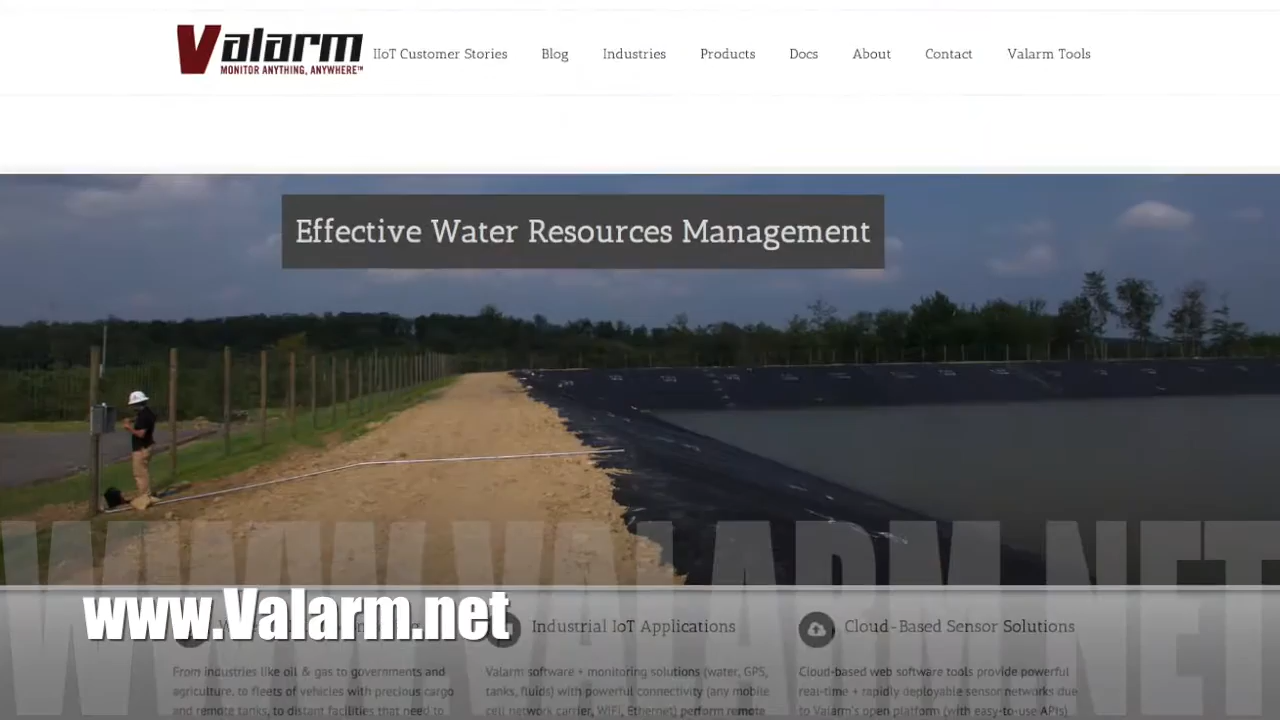 Valarm
MONITOR ANYTHING, ANYWHERE™
IIoT Customer Stories
Blog
Industries
Products
Docs
About
Contact
Valarm Tools
Effective Water Resources Management
WWW.VALARM.NET
www.Valarm.net
Industrial IoT Applications
Cloud-Based Sensor Solutions
From industries like oil & gas to governments and
agriculture, to fleets of vehicles with precious cargo
and remote tanks, to distant facilities that need to
Valarm software + monitoring solutions (water, GPS,
tanks, fluids) with powerful connectivity (any mobile
cell network carrier, WiFi, Ethernet) perform remote
Cloud-based web software tools provide powerful
real-time + rapidly deployable sensor networks due
to Valarm's open platform (with easy-to-use APIs)